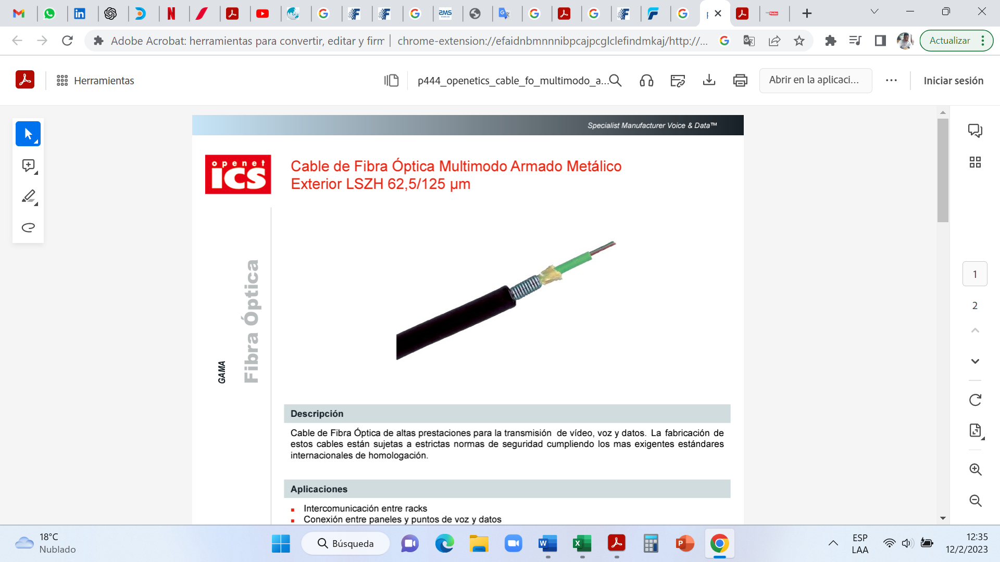 Adobe Acrobat: herramientas para convertir, editar y firm
chrome-extension://efaidnbmnnnibpcajpcglclefindmkaj/http://...
Actualizar
Herramientas
p444_openetics_cable_fo_multimodo_a...
Abrir en la aplicaci...
Iniciar sesión
Specialist Manufacturer Voice & Data™
openet
ICS
Cable de Fibra Óptica Multimodo Armado Metálico
Exterior LSZH 62,5/125 µm
GAMA
Fibra Óptica
Descripción
Cable de Fibra Óptica de altas prestaciones para la transmisión de vídeo, voz y datos. La fabricación de
estos cables están sujetas a estrictas normas de seguridad cumpliendo los mas exigentes estándares
internacionales de homologación.
Aplicaciones
Intercomunicación entre racks
Conexión entre paneles y puntos de voz y datos
1
2
18°C
Nublado
Búsqueda
ESP
LAA
12:35
12/2/2023